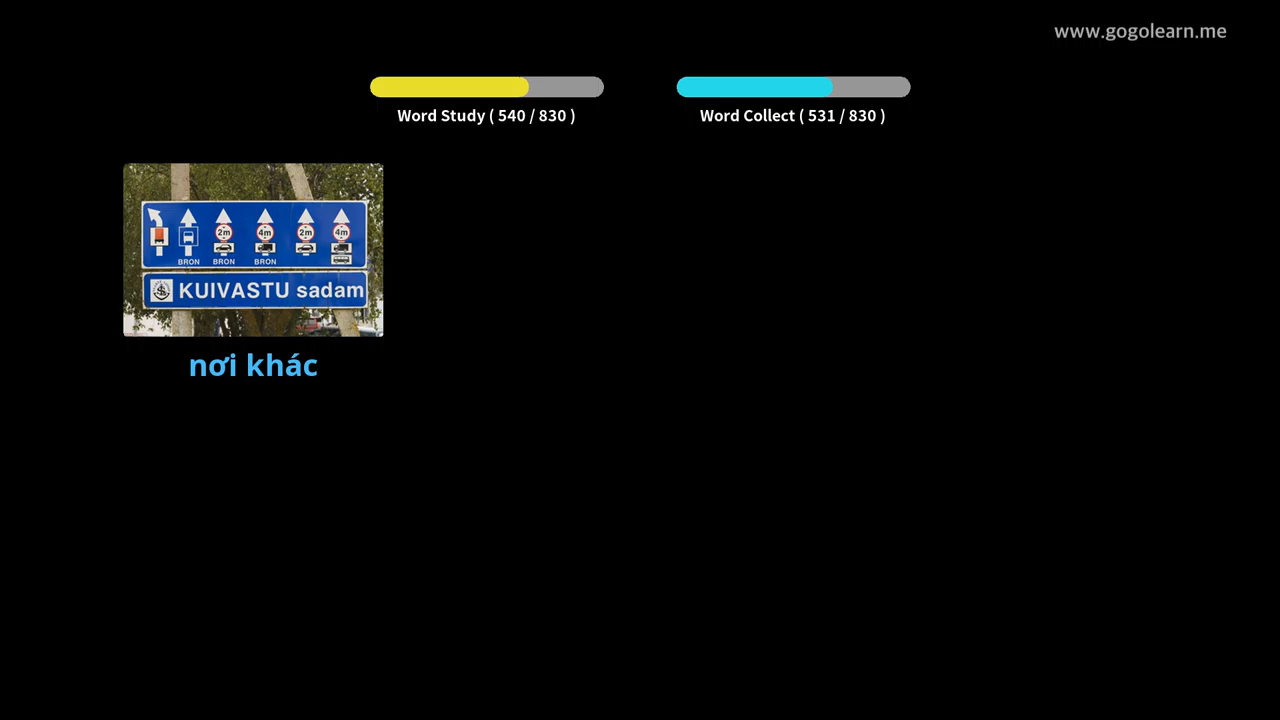 www.gogolearn.me
Word Study ( 540 / 830 )
Word Collect ( 531 / 830 )
2m 4m 2m 4m
BRON BRON BRON
KUIVASTU sadam
nơi khác